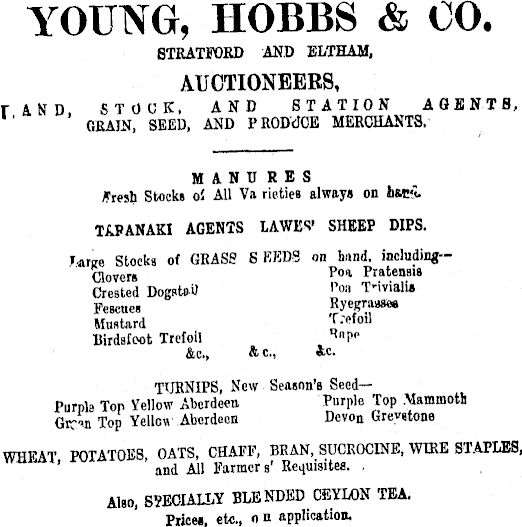 YOUNG, HOBBS & CO.
STRATFORD AND ELTHAM,
AUCTIONEERS,
LAND, STOCK, AND STATION AGENTS,
GRAIN, SEED, AND PRODUCE MERCHANTS.
MANURES
Fresh Stocks of All Varieties always on hand.
TARANAKI AGENTS LAWES' SHEEP DIPS.
Large Stocks of GRASS SEEDS on hand, including—
Clovers Poa Pratensis
Crested Dogstail Poa Trivialis
Fescues Ryegrasses
Mustard Trefoil
Birdsfoot Trefoil Rape
&c., &c., &c.
TURNIPS, New Season's Seed—
Purple Top Yellow Aberdeen Purple Top Mammoth
Green Top Yellow Aberdeen Devon Greystone
WHEAT, POTATOES, OATS, CHAFF, BRAN, SUCROCINE, WIRE STAPLES,
and All Farmers' Requisites.
Also, SPECIALLY BLENDED CEYLON TEA.
Prices, etc., on application.